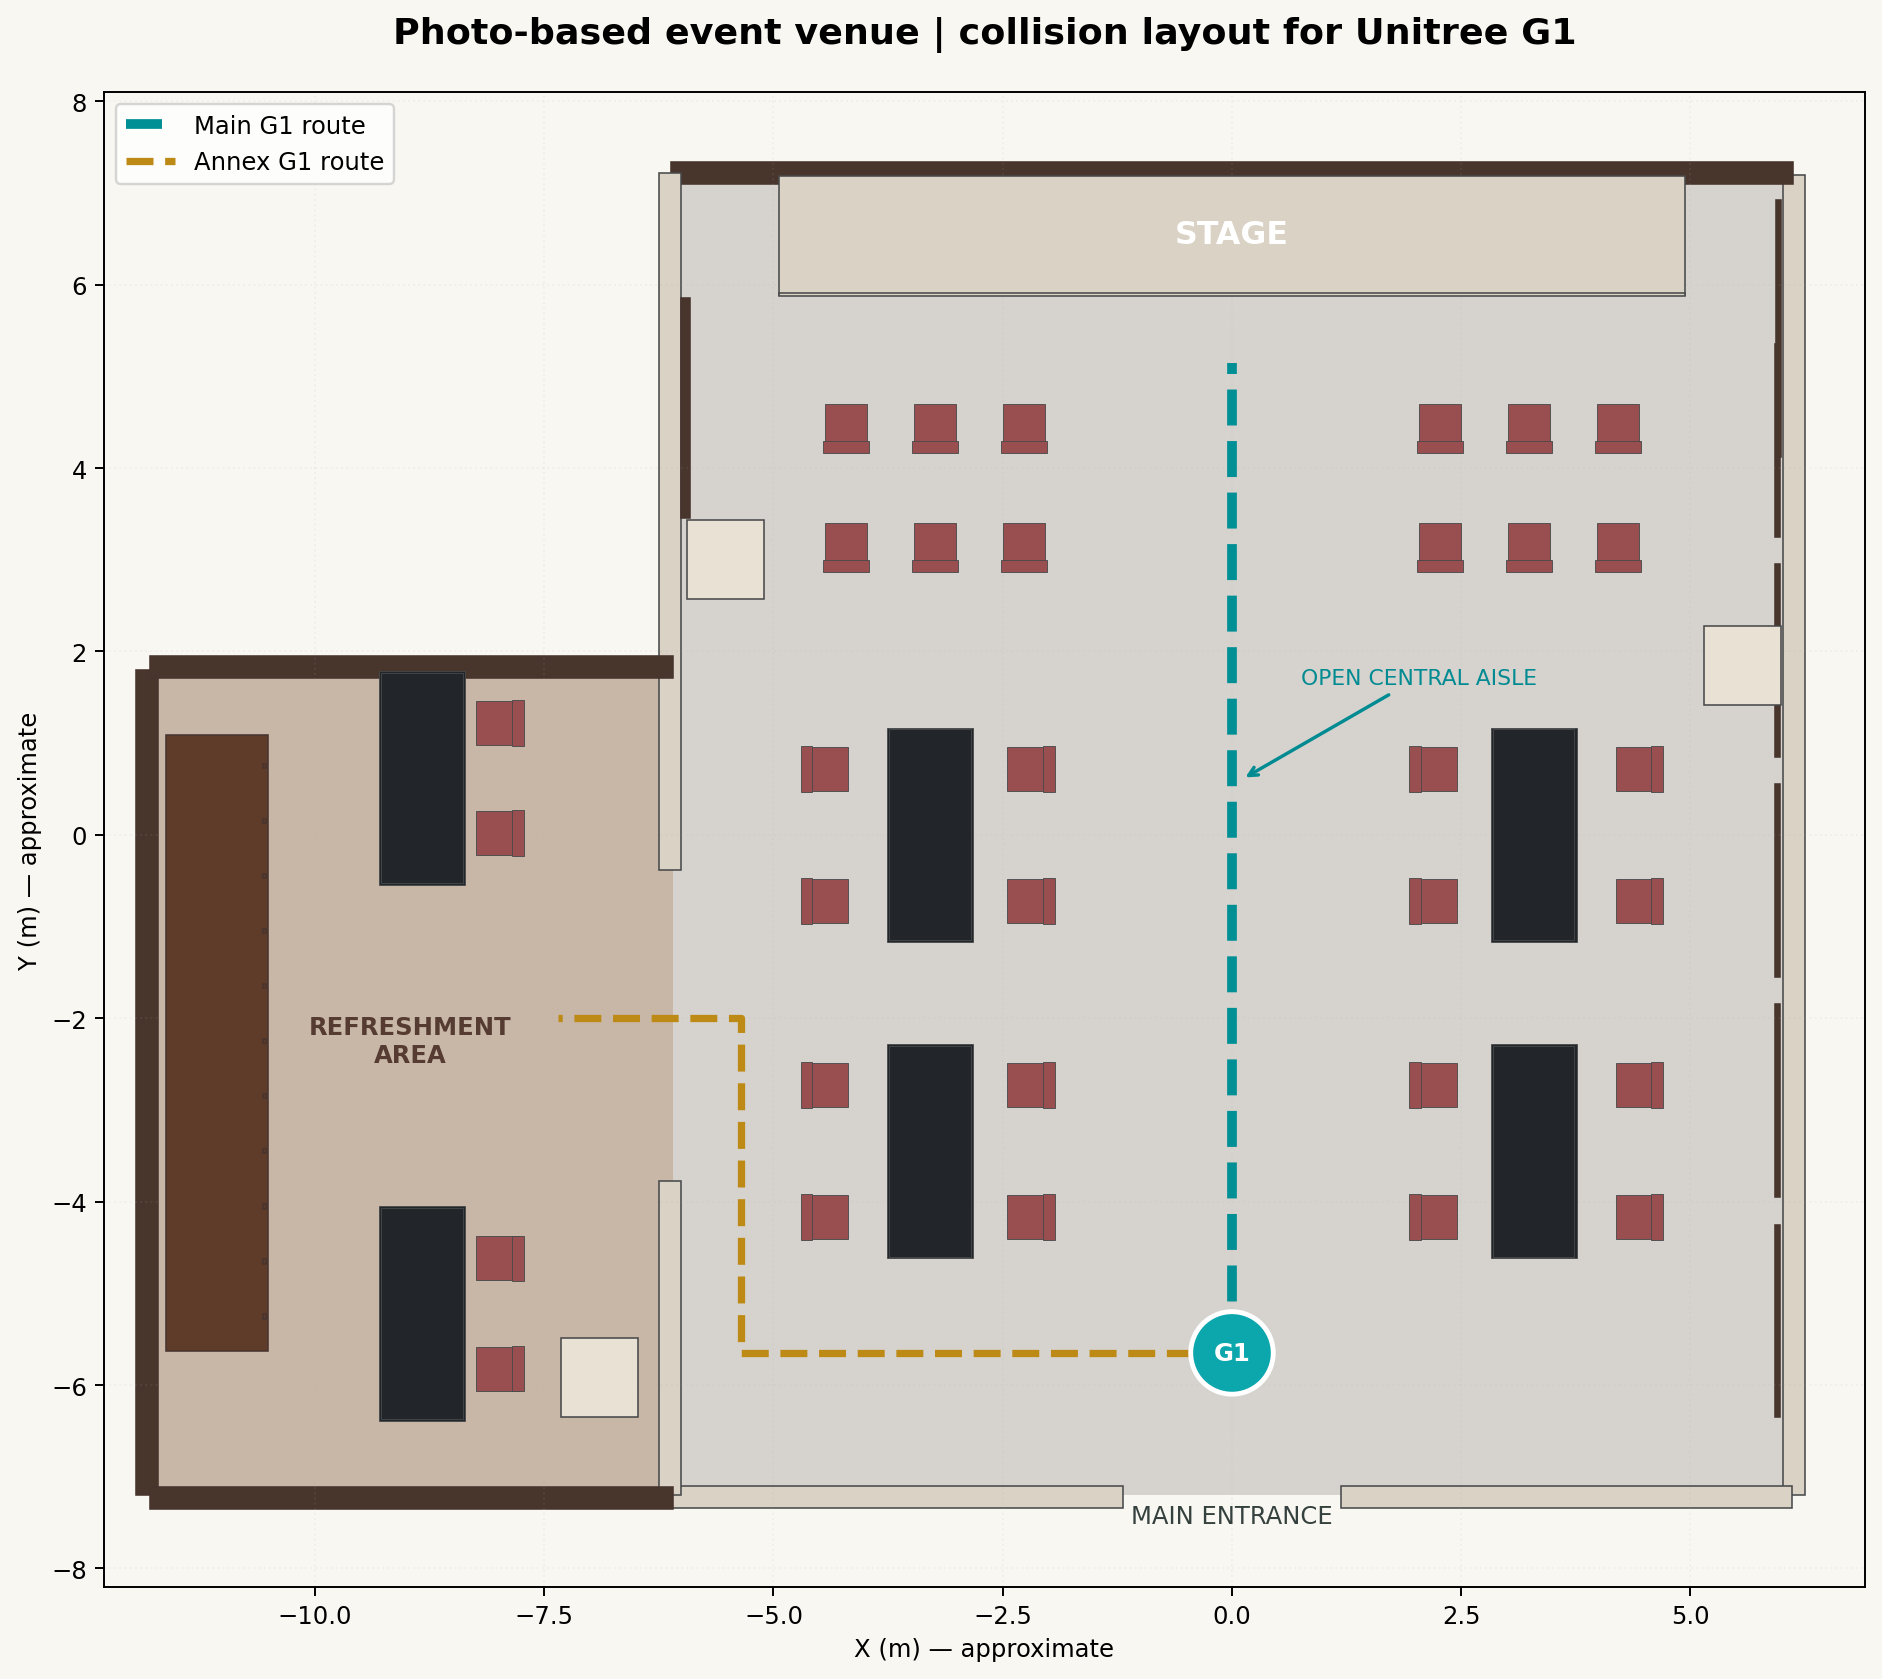 Photo-based event venue | collision layout for Unitree G1
Main G1 route
Annex G1 route
STAGE
OPEN CENTRAL AISLE
REFRESHMENT
AREA
G1
MAIN ENTRANCE
8
6
4
2
0
−2
−4
−6
−8
Y (m) — approximate
−10.0
−7.5
−5.0
−2.5
0.0
2.5
5.0
X (m) — approximate